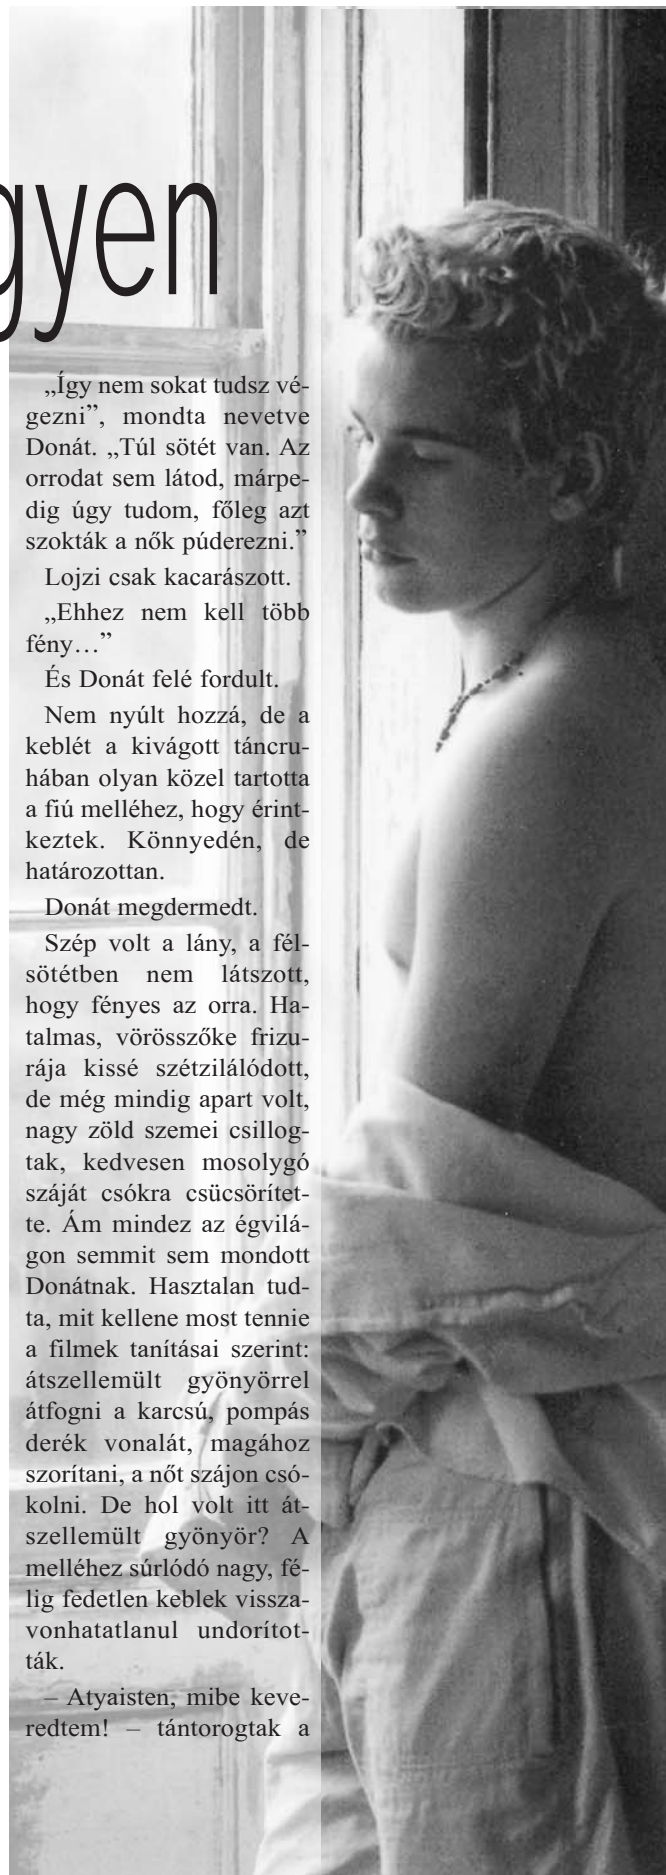 gyen
„Így nem sokat tudsz vé-
gezni”, mondta nevetve
Donát. „Túl sötét van. Az
orrodat sem látod, márpe-
dig úgy tudom, főleg azt
szokták a nők púderezni.”
Lojzi csak kacarászott.
„Ehhez nem kell több
fény…”
És Donát felé fordult.
Nem nyúlt hozzá, de a
keblét a kivágott táncru-
hában olyan közel tartotta
a fiú melléhez, hogy érint-
keztek. Könnyedén, de
határozottan.
Donát megdermedt.
Szép volt a lány, a fél-
sötétben nem látszott,
hogy fényes az orra. Ha-
talmas, vörösszőke frizu-
rája kissé szétzilálódott,
de még mindig apart volt,
nagy zöld szemei csillog-
tak, kedvesen mosolygó
száját csókra csücsörítet-
te. Ám mindez az égvilá-
gon semmit sem mondott
Donátnak. Hasztalan tud-
ta, mit kellene most tennie
a filmek tanításai szerint:
átszellemült gyönyörrel
átfogni a karcsú, pompás
derék vonalát, magához
szorítani, a nőt szájon csó-
kolni. De hol volt itt át-
szellemült gyönyör? A
melléhez súrlódó nagy, fé-
lig fedetlen keblek vissza-
vonhatatlanul undorítot-
ták.
– Atyaisten, mibe keve-
redtem! – tántorogtak a